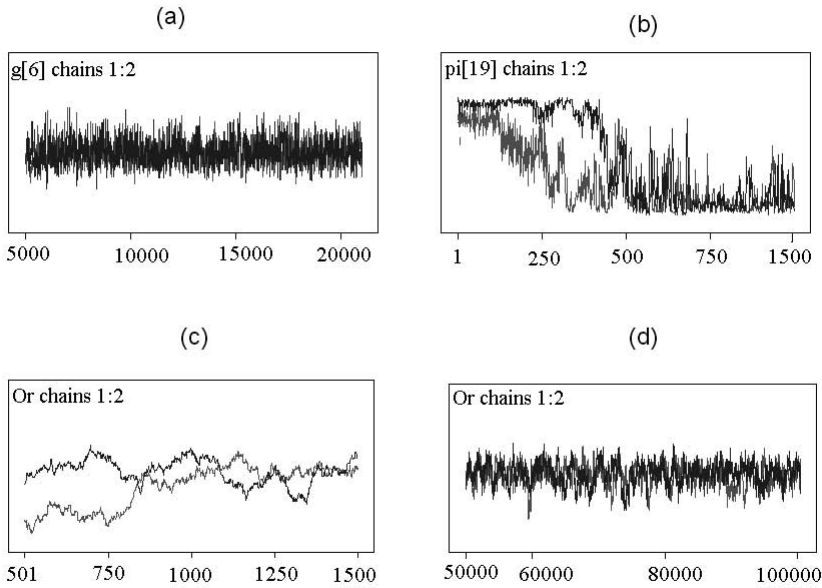 (a)
g[6] chains 1:2
5000 10000 15000 20000
(b)
pi[19] chains 1:2
1 250 500 750 1500
(c)
Or chains 1:2
501 750 1000 1250 1500
(d)
Or chains 1:2
50000 60000 80000 100000